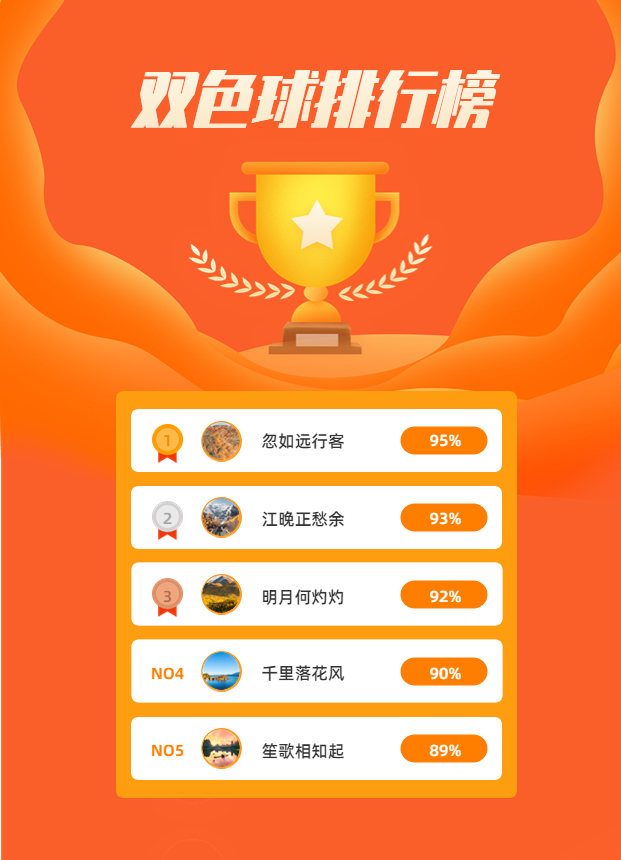 双色球排行榜
1 忽如远行客 95%
2 江晚正愁余 93%
3 明月何灼灼 92%
NO4 千里落花风 90%
NO5 笙歌相知起 89%